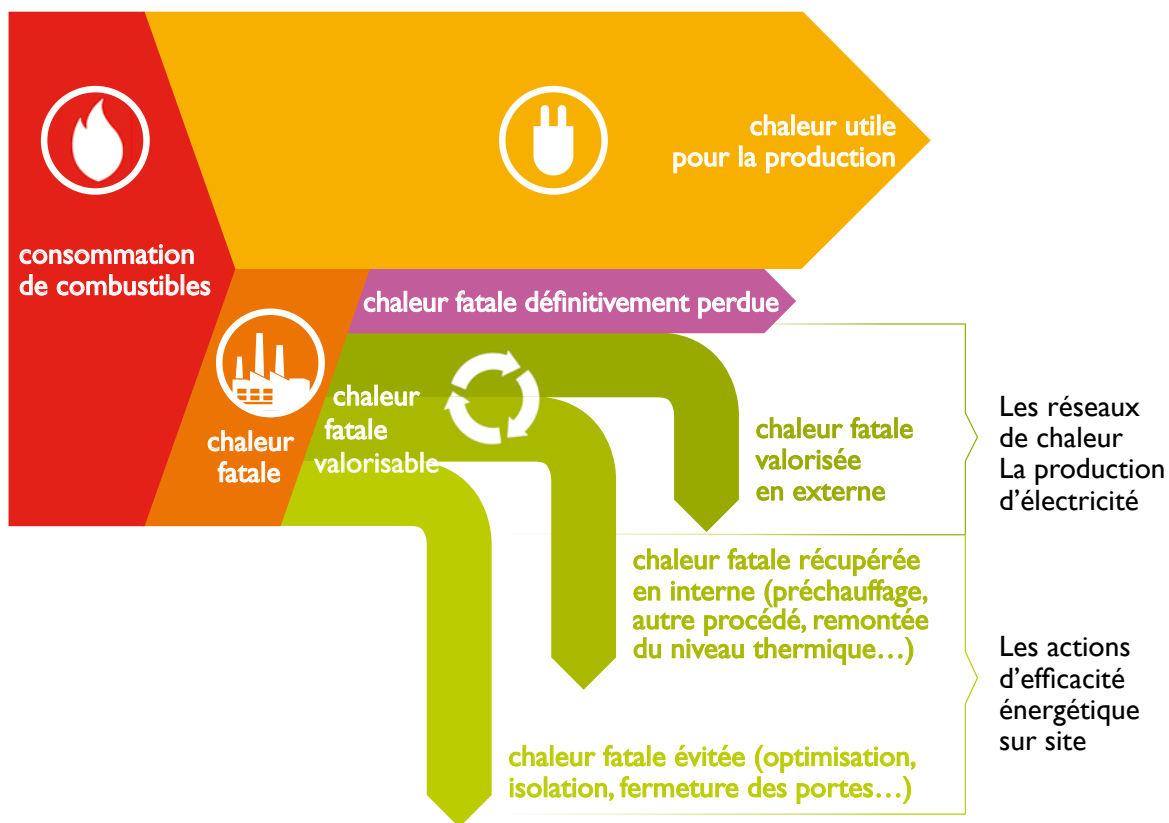 chaleur utile
pour la production
consommation
de combustibles
chaleur fatale définitivement perdue
chaleur
fatale
chaleur
fatale
valorisable
chaleur fatale
valorisée
en externe
Les réseaux
de chaleur
La production
d’électricité
chaleur fatale récupérée
en interne (préchauffage,
autre procédé, remontée
du niveau thermique…)
Les actions
d’efficacité
énergétique
sur site
chaleur fatale évitée (optimisation,
isolation, fermeture des portes…)